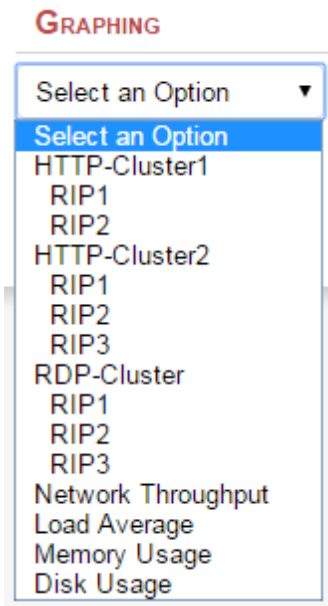 GRAPHING
Select an Option
Select an Option
HTTP-Cluster1
RIP1
RIP2
HTTP-Cluster2
RIP1
RIP2
RIP3
RDP-Cluster
RIP1
RIP2
RIP3
Network Throughput
Load Average
Memory Usage
Disk Usage